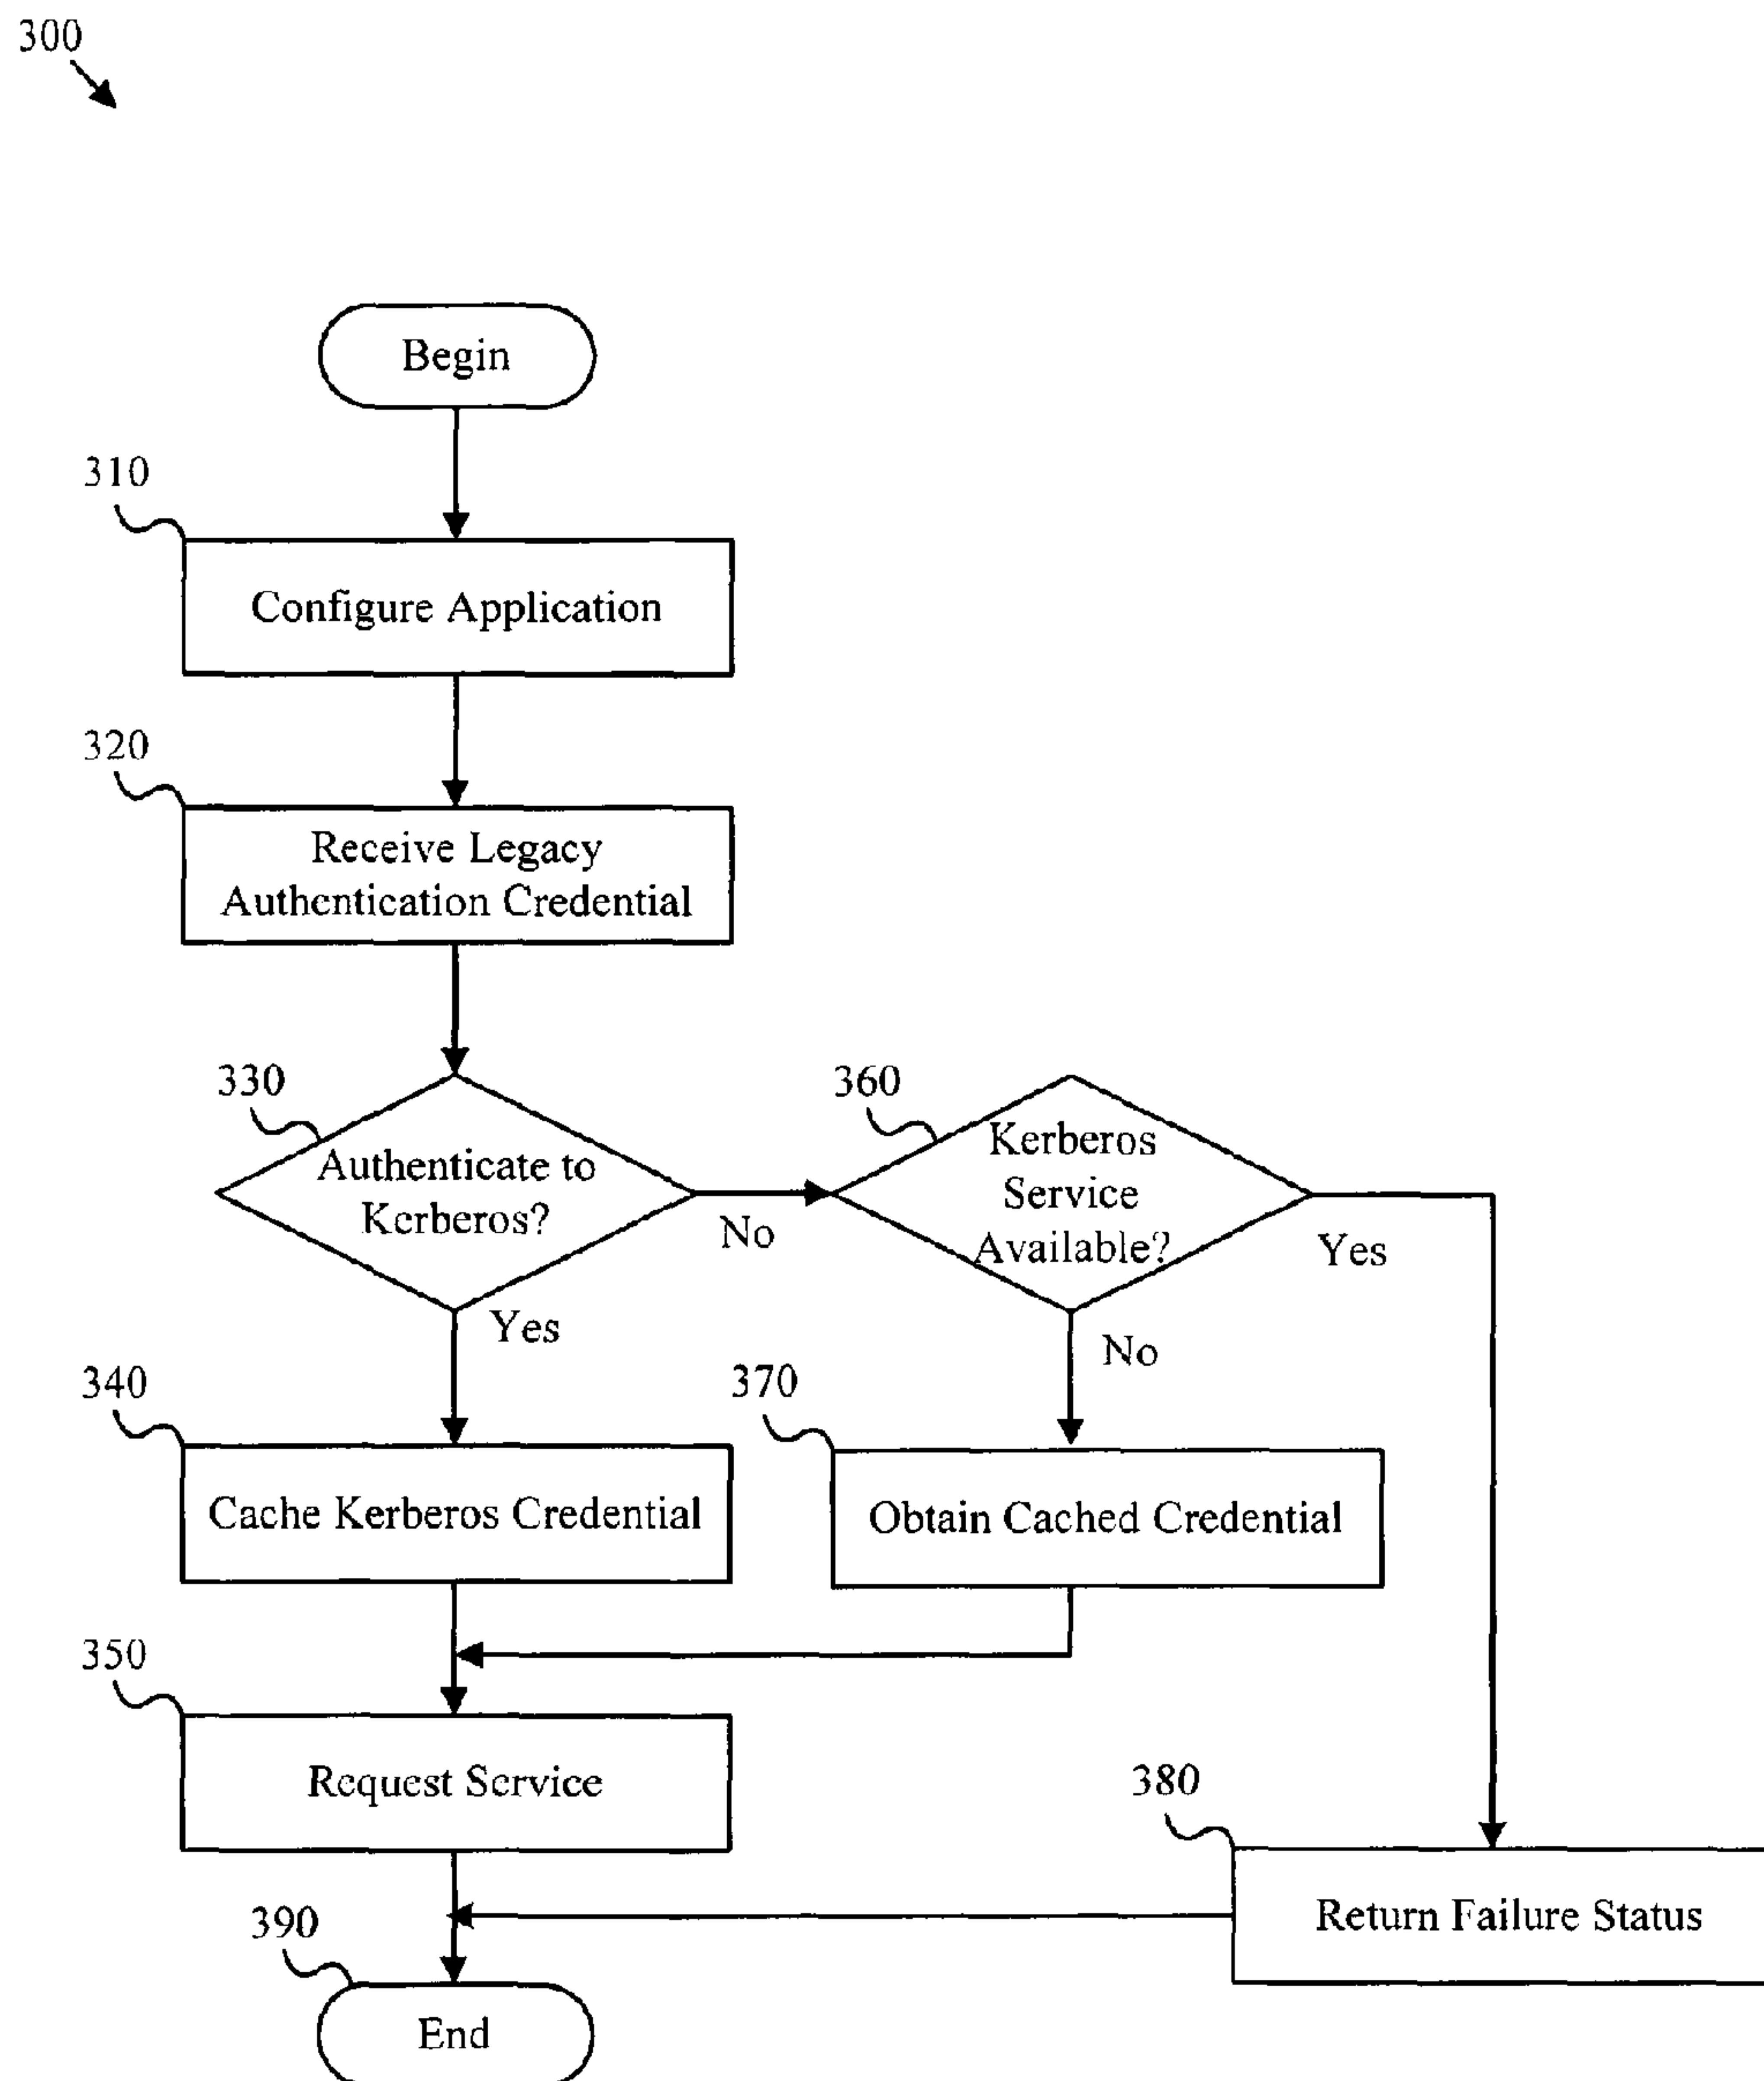 300
Begin
310
Configure Application
320
Receive Legacy
Authentication Credential
330
Authenticate to
Kerberos?
No
Yes
360
Kerberos
Service
Available?
Yes
No
340
Cache Kerberos Credential
370
Obtain Cached Credential
350
Request Service
380
Return Failure Status
390
End